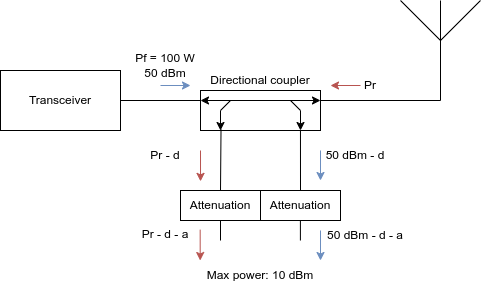 Pf = 100 W
50 dBm
Directional coupler
Transceiver
Pr
Pr - d
50 dBm - d
Attenuation
Attenuation
Pr - d - a
50 dBm - d - a
Max power: 10 dBm